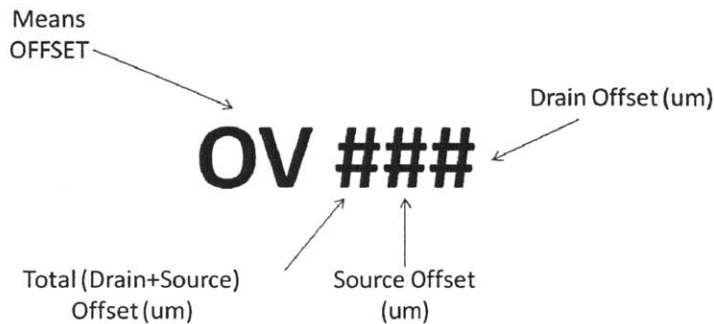 Means
OFFSET
Drain Offset (um)
OV ###
Total (Drain+Source)
Offset (um)
Source Offset
(um)